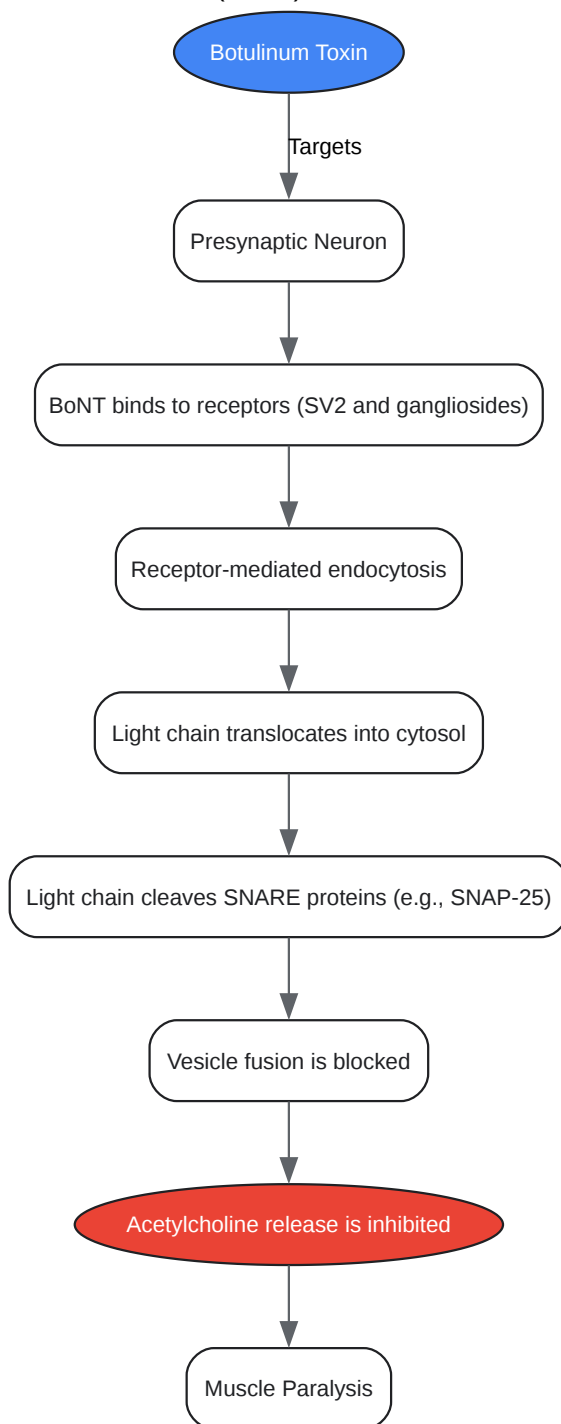 Botulinum Toxin
Targets
Presynaptic Neuron
BoNT binds to receptors (SV2 and gangliosides)
Receptor-mediated endocytosis
Light chain translocates into cytosol
Light chain cleaves SNARE proteins (e.g., SNAP-25)
Vesicle fusion is blocked
Acetylcholine release is inhibited
Muscle Paralysis